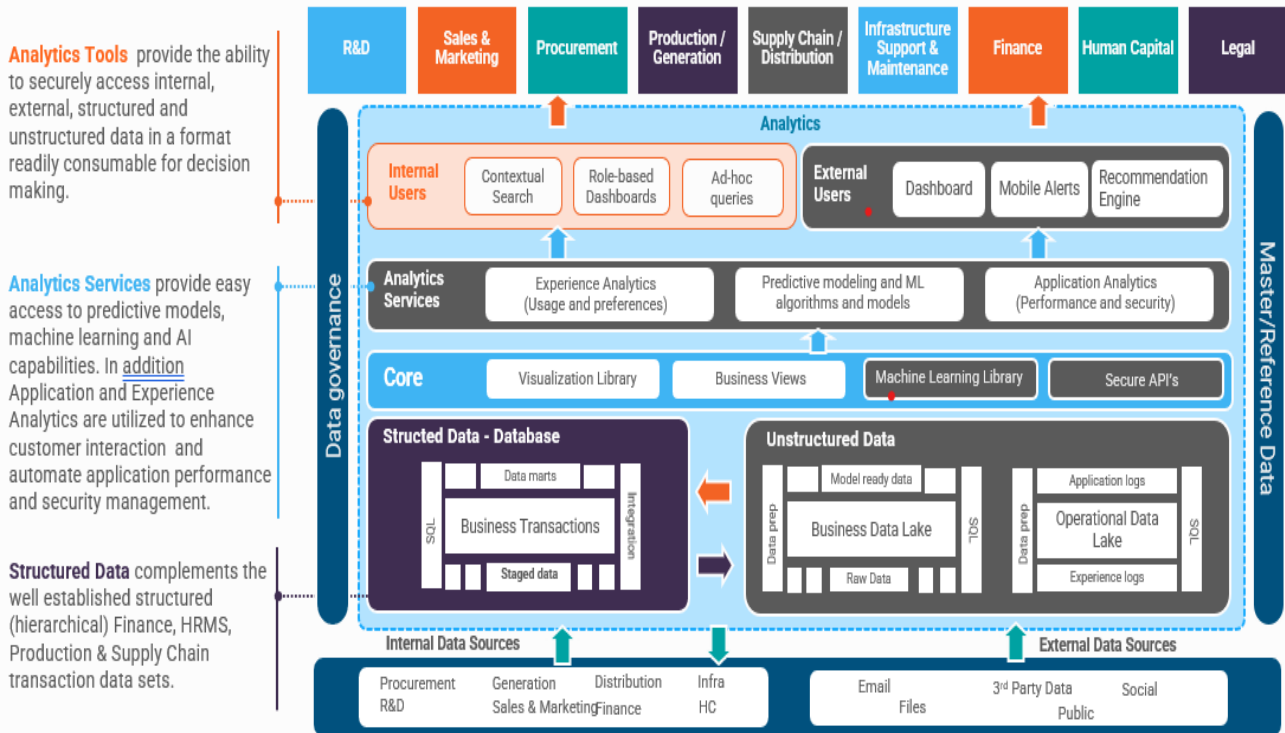 R&D
Sales &
Marketing
Procurement
Production /
Generation
Supply Chain /
Distribution
Infrastructure
Support &
Maintenance
Finance
Human Capital
Legal
Analytics Tools provide the ability
to securely access internal,
external, structured and
unstructured data in a format
readily consumable for decision
making.
Analytics Services provide easy
access to predictive models,
machine learning and AI
capabilities. In addition
Application and Experience
Analytics are utilized to enhance
customer interaction and
automate application performance
and security management.
Structured Data complements the
well established structured
(hierarchical) Finance, HRMS,
Production & Supply Chain
transaction data sets.
Data governance
Analytics
Internal
Users
Contextual
Search
Role-based
Dashboards
Ad-hoc
queries
External
Users
Dashboard
Mobile Alerts
Recommendation
Engine
Analytics
Services
Experience Analytics
(Usage and preferences)
Predictive modeling and ML
algorithms and models
Application Analytics
(Performance and security)
Core
Visualization Library
Business Views
Machine Learning Library
Secure API's
Structed Data - Database
SQL
Data marts
Business Transactions
Staged data
Integration
Unstructured Data
Data prep
Model ready data
Business Data Lake
Raw Data
SQL
Data prep
Application logs
Operational Data
Lake
Experience logs
SQL
Master/Reference Data
Internal Data Sources
External Data Sources
Procurement
Generation
Distribution
Infra
R&D
Sales & Marketing
Finance
HC
Email
3rd Party Data
Social
Files
Public